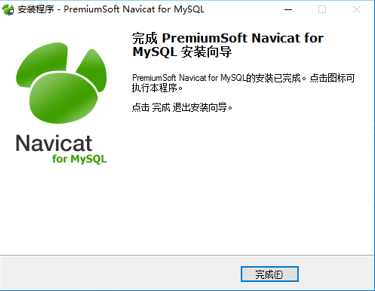 安装程序 - PremiumSoft Navicat for MySQL
完成 PremiumSoft Navicat for
MySQL 安装向导
PremiumSoft Navicat for MySQL的安装已完成。点击图标可
执行本程序。
点击 完成 退出安装向导。
Navicat
for MySQL
完成(F)